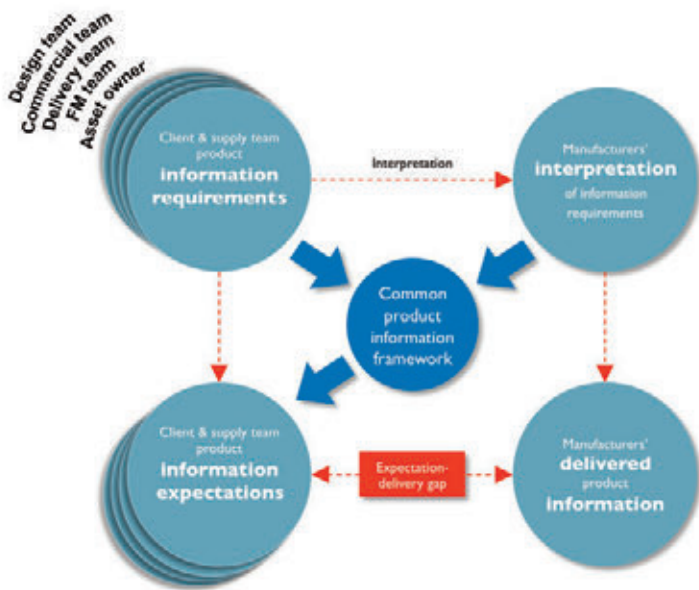 Design team
Commercial team
Delivery team
FM team
Asset owner
Client & supply team
product
information
requirements
Interpretation
Manufacturers'
interpretation
of information
requirements
Common
product
information
framework
Client & supply team
product
information
expectations
Expectation-
delivery gap
Manufacturers'
delivered
product
information